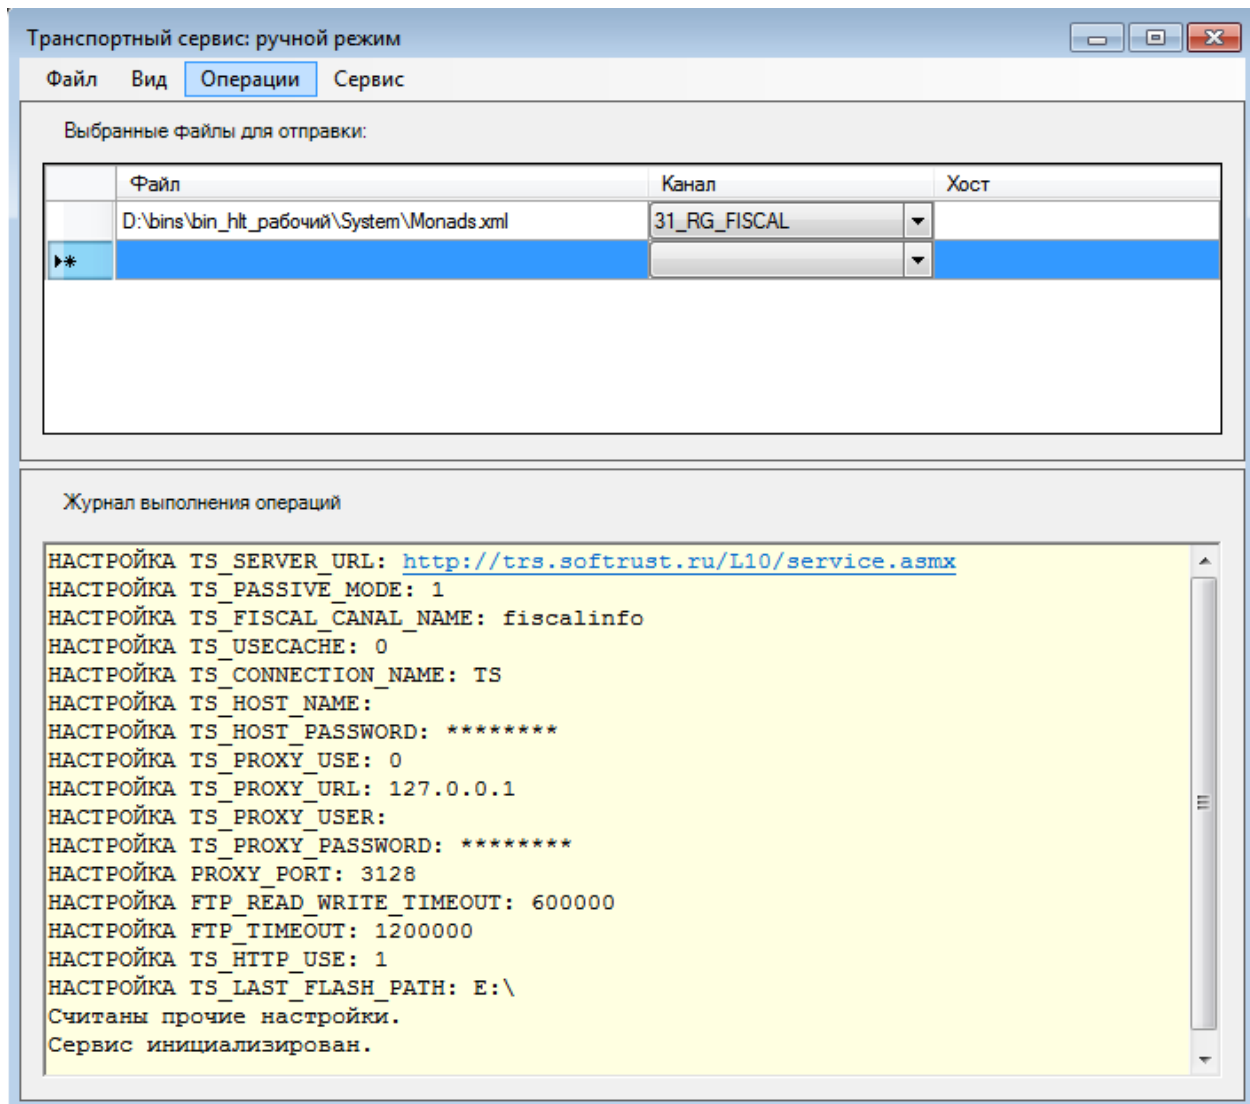 Транспортный сервис: ручной режим
Файл Вид Операции Сервис
Выбранные файлы для отправки:
Файл Канал Хост
D:\bins\bin_hlt_рабочий\System\Monads.xml 31_RG_FISCAL
Журнал выполнения операций
НАСТРОЙКА TS_SERVER_URL: http://trs.softrust.ru/L10/service.asmx
НАСТРОЙКА TS_PASSIVE_MODE: 1
НАСТРОЙКА TS_FISCAL_CANAL_NAME: fiscalinfo
НАСТРОЙКА TS_USECACHE: 0
НАСТРОЙКА TS_CONNECTION_NAME: TS
НАСТРОЙКА TS_HOST_NAME:
НАСТРОЙКА TS_HOST_PASSWORD: ********
НАСТРОЙКА TS_PROXY_USE: 0
НАСТРОЙКА TS_PROXY_URL: 127.0.0.1
НАСТРОЙКА TS_PROXY_USER:
НАСТРОЙКА TS_PROXY_PASSWORD: ********
НАСТРОЙКА PROXY_PORT: 3128
НАСТРОЙКА FTP_READ_WRITE_TIMEOUT: 600000
НАСТРОЙКА FTP_TIMEOUT: 1200000
НАСТРОЙКА TS_HTTP_USE: 1
НАСТРОЙКА TS_LAST_FLASH_PATH: E:\
Считаны прочие настройки.
Сервис инициализирован.